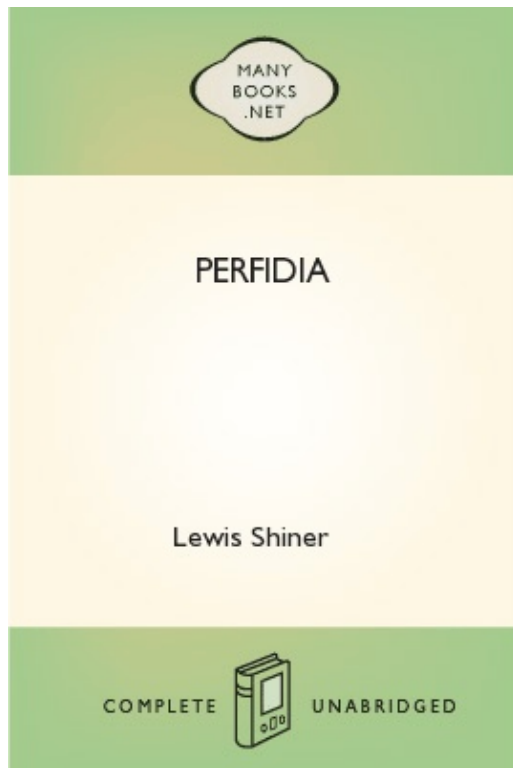 MANY
BOOKS
.NET
PERFIDIA
Lewis Shiner
COMPLETE UNABRIDGED